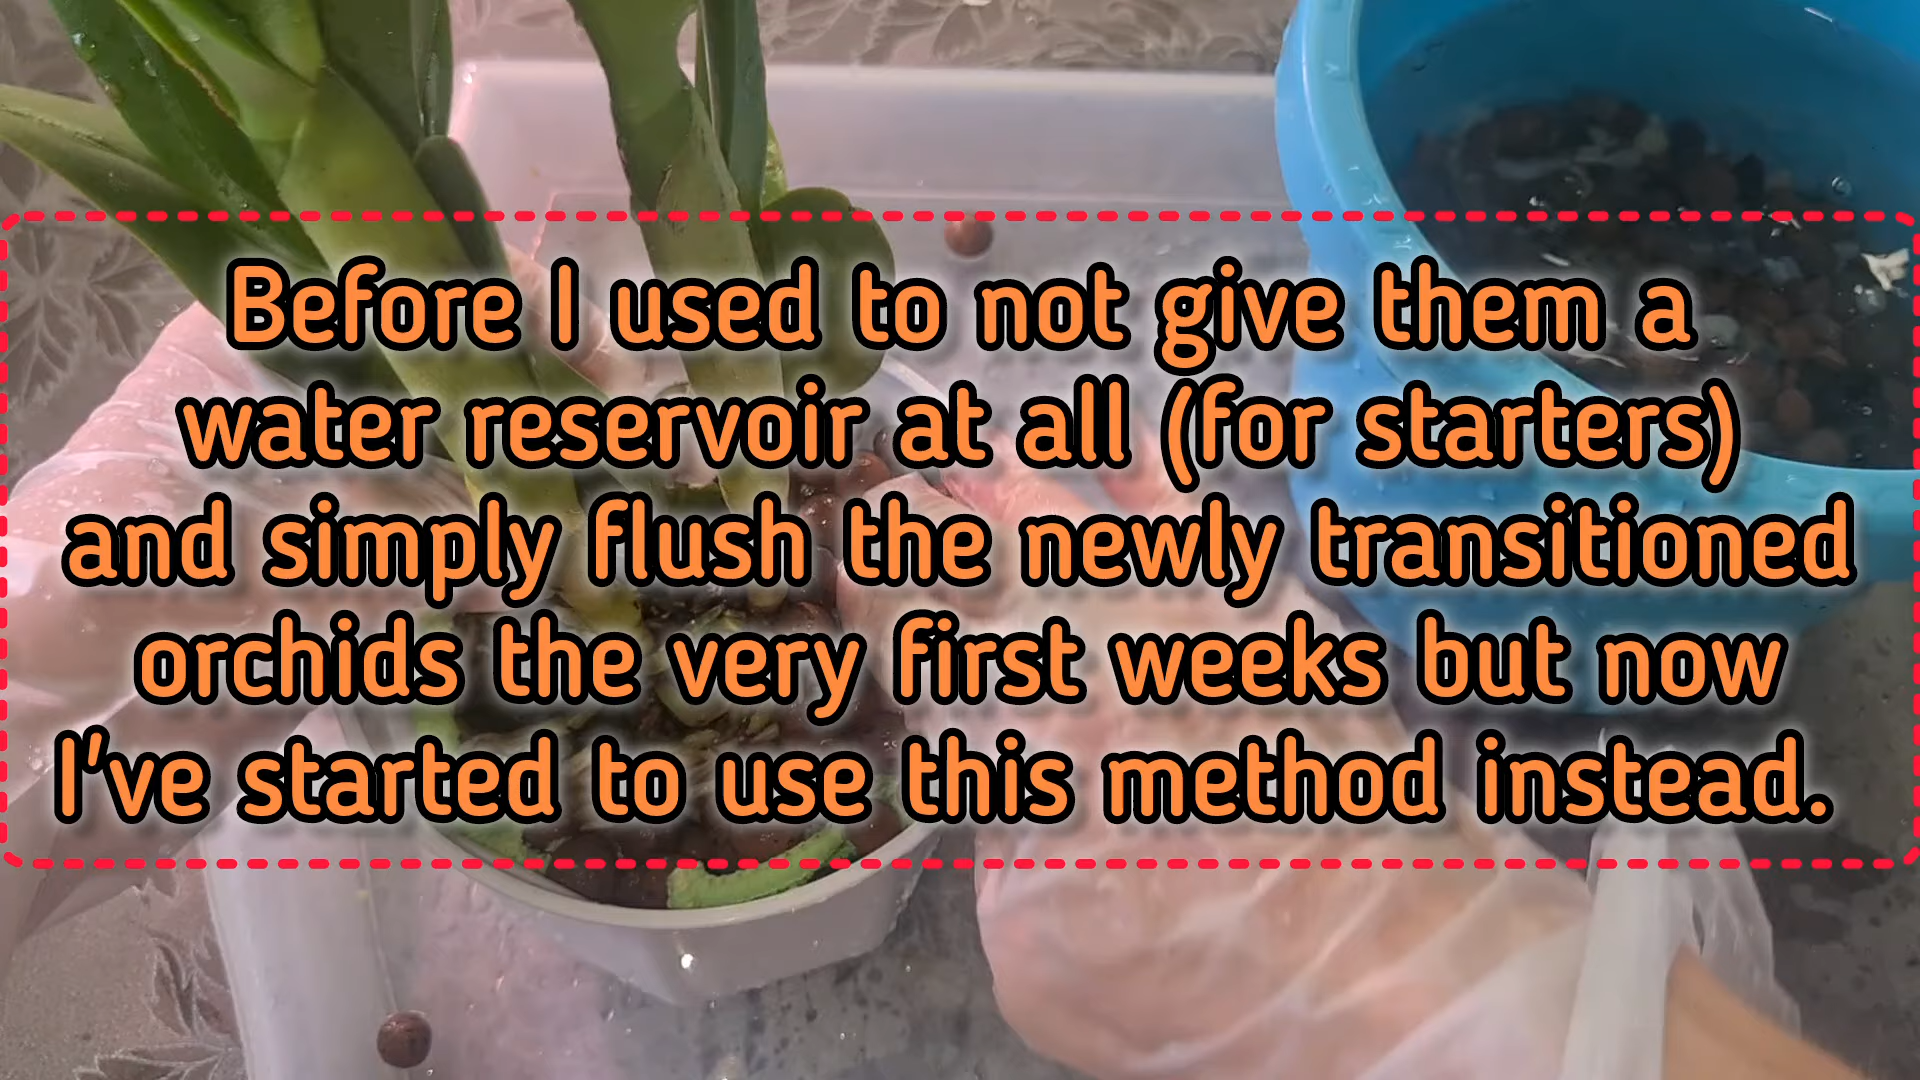 Before I used to not give them a
water reservoir at all (for starters)
and simply flush the newly transitioned
orchids the very first weeks but now
I've started to use this method instead.